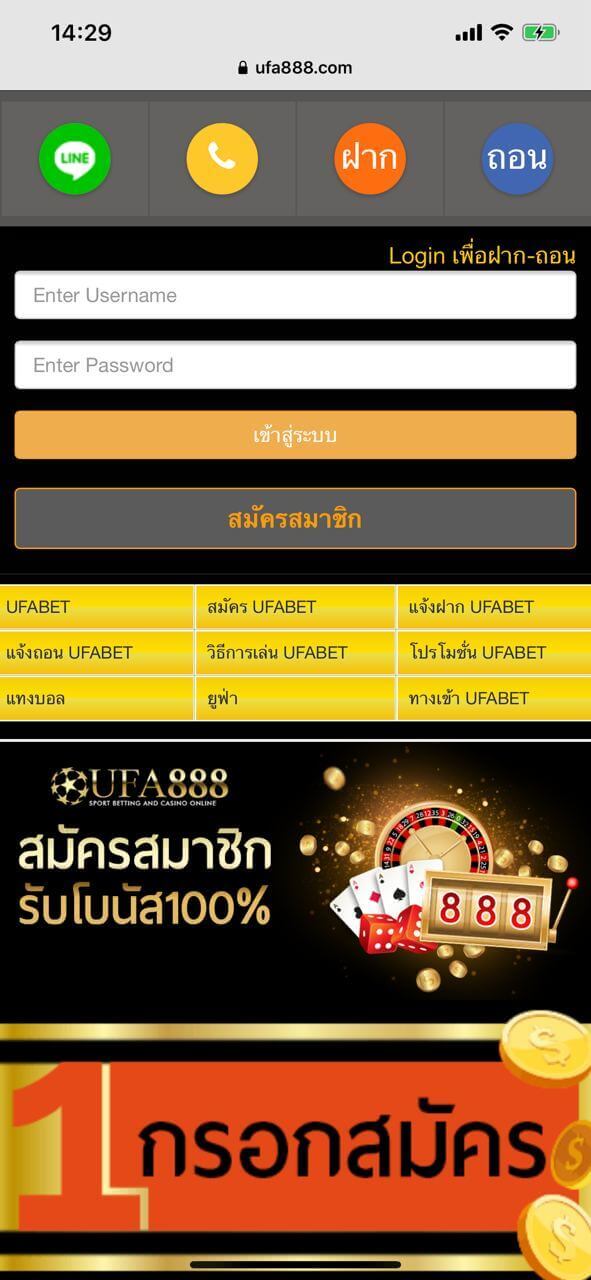 14:29
ufa888.com
LINE
ฝาก
ถอน
Login เพื่อฝาก-ถอน
Enter Username
Enter Password
เข้าสู่ระบบ
สมัครสมาชิก
UFABET สมัคร UFABET แจ้งฝาก UFABET
แจ้งถอน UFABET วิธีการเล่น UFABET โปรโมชั่น UFABET
แทงบอล ยูฟ่า ทางเข้า UFABET
UFA888
SPORT BETTING AND CASINO ONLINE
สมัครสมาชิก
รับโบนัส100%
A A A A
8 8 8
1 กรอกสมัคร
$
$
$